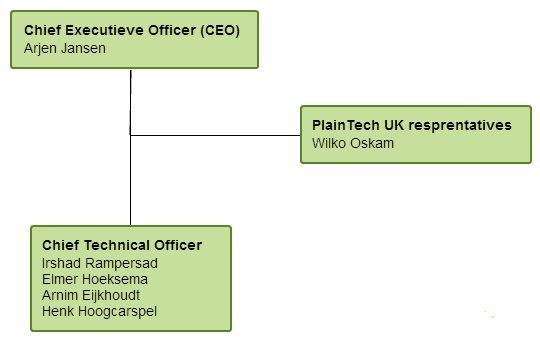 Chief Executieve Officer (CEO)
Arjen Jansen
PlainTech UK resprentatives
Wilko Oskam
Chief Technical Officer
Irshad Rampersad
Elmer Hoeksema
Arnim Eijkhoudt
Henk Hoogcarspel